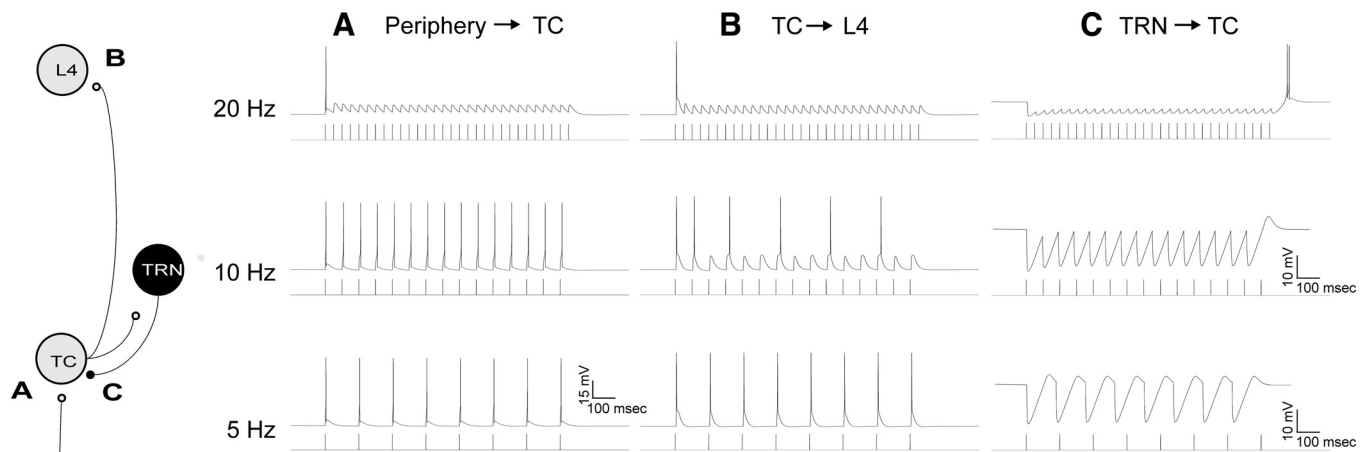 A Periphery → TC
B TC → L4
C TRN → TC
L4
B
20 Hz
TRN
10 Hz
10 mV
100 msec
TC
A
C
15 mV
100 msec
5 Hz
10 mV
100 msec